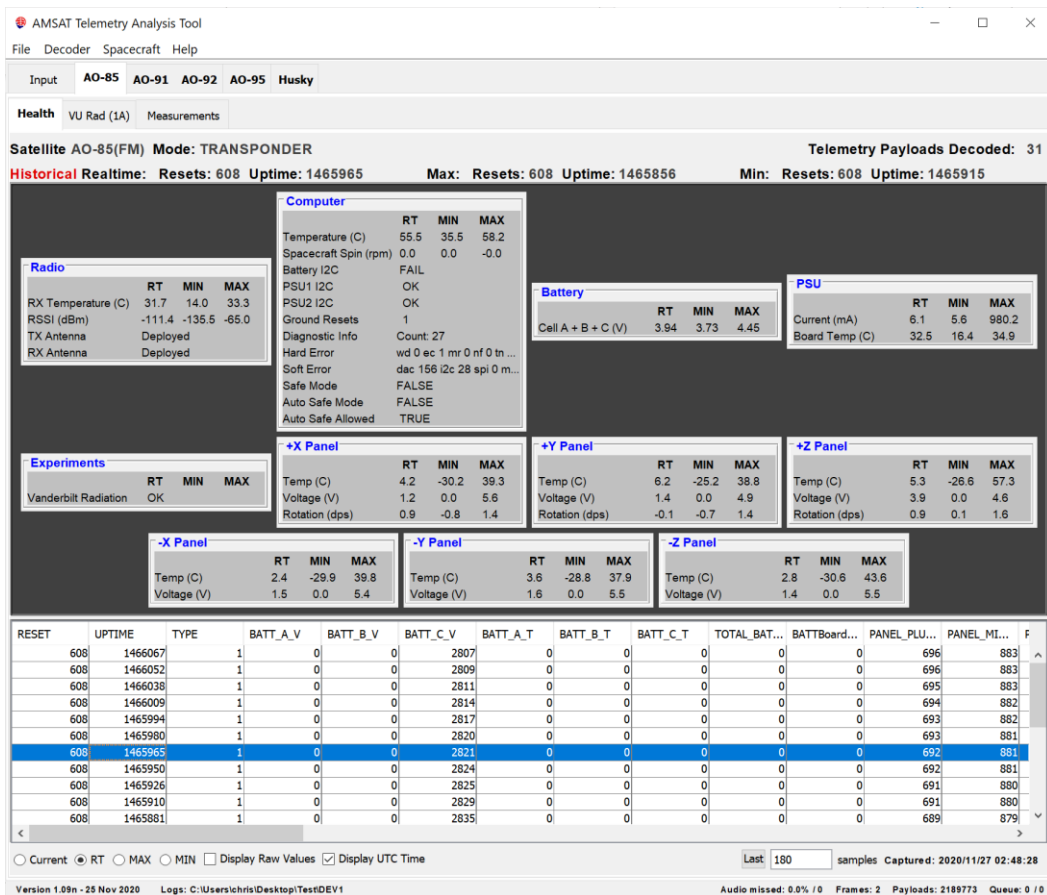 AMSAT Telemetry Analysis Tool
File Decoder Spacecraft Help
Input AO-85 AO-91 AO-92 AO-95 Husky
Health VU Rad (1A) Measurements
Satellite AO-85(FM) Mode: TRANSPONDER Telemetry Payloads Decoded: 31
Historical Realtime: Resets: 608 Uptime: 1465965 Max: Resets: 608 Uptime: 1465856 Min: Resets: 608 Uptime: 1465915
Radio
RT MIN MAX
RX Temperature (C) 31.7 14.0 33.3
RSSI (dBm) -111.4 -135.5 -65.0
TX Antenna Deployed
RX Antenna Deployed
Computer
RT MIN MAX
Temperature (C) 55.5 35.5 58.2
Spacecraft Spin (rpm) 0.0 0.0 -0.0
Battery I2C FAIL
PSU1 I2C OK
PSU2 I2C OK
Ground Resets 1
Diagnostic Info Count: 27
Hard Error wd 0 ec 1 mr 0 nf 0 tn ...
Soft Error dac 156 i2c 28 spi 0 m...
Safe Mode FALSE
Auto Safe Mode FALSE
Auto Safe Allowed TRUE
Battery
RT MIN MAX
Cell A + B + C (V) 3.94 3.73 4.45
PSU
RT MIN MAX
Current (mA) 6.1 5.6 980.2
Board Temp (C) 32.5 16.4 34.9
Experiments
RT MIN MAX
Vanderbilt Radiation OK
+X Panel
RT MIN MAX
Temp (C) 4.2 -30.2 39.3
Voltage (V) 1.2 0.0 5.6
Rotation (dps) 0.9 -0.8 1.4
+Y Panel
RT MIN MAX
Temp (C) 6.2 -25.2 38.8
Voltage (V) 1.4 0.0 4.9
Rotation (dps) -0.1 -0.7 1.4
+Z Panel
RT MIN MAX
Temp (C) 5.3 -26.6 57.3
Voltage (V) 3.9 0.0 4.6
Rotation (dps) 0.9 0.1 1.6
-X Panel
RT MIN MAX
Temp (C) 2.4 -29.9 39.8
Voltage (V) 1.5 0.0 5.4
-Y Panel
RT MIN MAX
Temp (C) 3.6 -28.8 37.9
Voltage (V) 1.6 0.0 5.5
-Z Panel
RT MIN MAX
Temp (C) 2.8 -30.6 43.6
Voltage (V) 1.4 0.0 5.5
RESET UPTIME TYPE BATT_A_V BATT_B_V BATT_C_V BATT_A_T BATT_B_T BATT_C_T TOTAL_BAT... BATTBoard... PANEL_PLU... PANEL_MI... F
608 1466067 1 0 0 2807 0 0 0 0 0 696 883
608 1466052 1 0 0 2809 0 0 0 0 0 696 883
608 1466038 1 0 0 2811 0 0 0 0 0 695 883
608 1466009 1 0 0 2814 0 0 0 0 0 694 882
608 1465994 1 0 0 2817 0 0 0 0 0 693 882
608 1465980 1 0 0 2820 0 0 0 0 0 693 881
608 1465965 1 0 0 2821 0 0 0 0 0 692 881
608 1465950 1 0 0 2824 0 0 0 0 0 692 881
608 1465926 1 0 0 2825 0 0 0 0 0 691 880
608 1465910 1 0 0 2829 0 0 0 0 0 691 880
608 1465881 1 0 0 2835 0 0 0 0 0 689 879
Current RT MAX MIN Display Raw Values Display UTC Time Last 180 samples Captured: 2020/11/27 02:48:28
Version 1.09n - 25 Nov 2020 Logs: C:\Users\chris\Desktop\Test\DEV1 Audio missed: 0.0% / 0 Frames: 2 Payloads: 2189773 Queue: 0 / 0